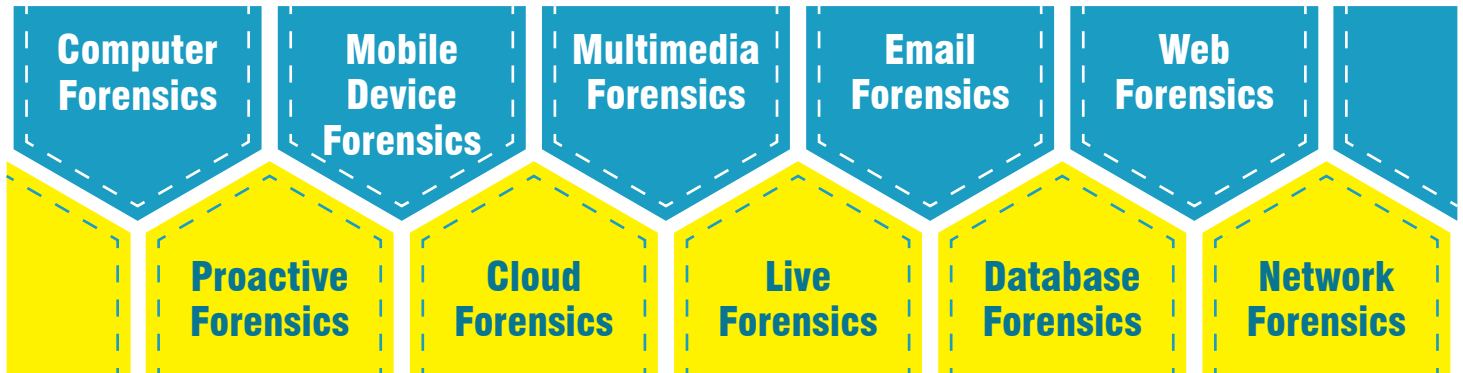 Computer
Forensics
Mobile
Device
Forensics
Multimedia
Forensics
Email
Forensics
Web
Forensics
Proactive
Forensics
Cloud
Forensics
Live
Forensics
Database
Forensics
Network
Forensics